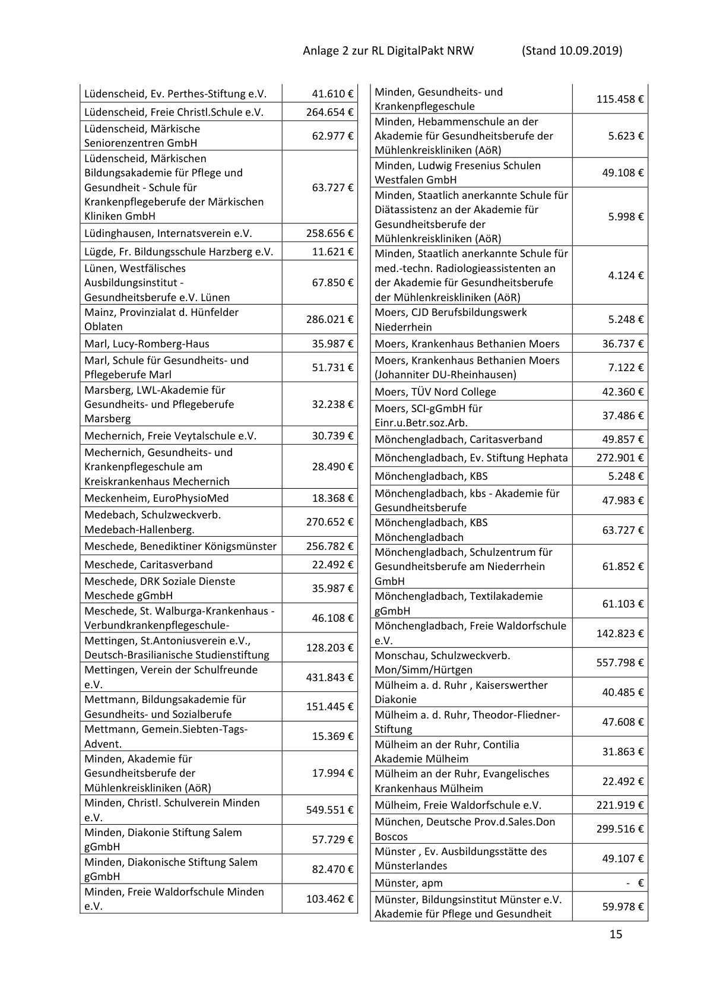 Anlage 2 zur RL DigitalPakt NRW (Stand 10.09.2019)
Lüdenscheid, Ev. Perthes-Stiftung e.V. 41.610 €
Lüdenscheid, Freie Christl.Schule e.V. 264.654 €
Lüdenscheid, Märkische
Seniorenzentren GmbH 62.977 €
Lüdenscheid, Märkischen
Bildungsakademie für Pflege und
Gesundheit - Schule für 63.727 €
Krankenpflegeberufe der Märkischen
Kliniken GmbH
Lüdinghausen, Internatsverein e.V. 258.656 €
Lügde, Fr. Bildungsschule Harzberg e.V. 11.621 €
Lünen, Westfälisches
Ausbildungsinstitut - 67.850 €
Gesundheitsberufe e.V. Lünen
Mainz, Provinzialat d. Hünfelder
Oblaten 286.021 €
Marl, Lucy-Romberg-Haus 35.987 €
Marl, Schule für Gesundheits- und
Pflegeberufe Marl 51.731 €
Marsberg, LWL-Akademie für
Gesundheits- und Pflegeberufe 32.238 €
Marsberg
Mechernich, Freie Veytalschule e.V. 30.739 €
Mechernich, Gesundheits- und
Krankenpflegeschule am 28.490 €
Kreiskrankenhaus Mechernich
Meckenheim, EuroPhysioMed 18.368 €
Medebach, Schulzweckverb.
Medebach-Hallenberg. 270.652 €
Meschede, Benediktiner Königsmünster 256.782 €
Meschede, Caritasverband 22.492 €
Meschede, DRK Soziale Dienste
Meschede gGmbH 35.987 €
Meschede, St. Walburga-Krankenhaus -
Verbundkrankenpflegeschule- 46.108 €
Mettingen, St.Antoniusverein e.V.,
Deutsch-Brasilianische Studienstiftung 128.203 €
Mettingen, Verein der Schulfreunde
e.V. 431.843 €
Mettmann, Bildungsakademie für
Gesundheits- und Sozialberufe 151.445 €
Mettmann, Gemein.Siebten-Tags-
Advent. 15.369 €
Minden, Akademie für
Gesundheitsberufe der 17.994 €
Mühlenkreiskliniken (AöR)
Minden, Christl. Schulverein Minden
e.V. 549.551 €
Minden, Diakonie Stiftung Salem
gGmbH 57.729 €
Minden, Diakonische Stiftung Salem
gGmbH 82.470 €
Minden, Freie Waldorfschule Minden
e.V. 103.462 €
Minden, Gesundheits- und
Krankenpflegeschule 115.458 €
Minden, Hebammenschule an der
Akademie für Gesundheitsberufe der 5.623 €
Mühlenkreiskliniken (AöR)
Minden, Ludwig Fresenius Schulen
Westfalen GmbH 49.108 €
Minden, Staatlich anerkannte Schule für
Diätassistenz an der Akademie für
Gesundheitsberufe der 5.998 €
Mühlenkreiskliniken (AöR)
Minden, Staatlich anerkannte Schule für
med.-techn. Radiologieassistenten an
der Akademie für Gesundheitsberufe 4.124 €
der Mühlenkreiskliniken (AöR)
Moers, CJD Berufsbildungswerk
Niederrhein 5.248 €
Moers, Krankenhaus Bethanien Moers 36.737 €
Moers, Krankenhaus Bethanien Moers
(Johanniter DU-Rheinhausen) 7.122 €
Moers, TÜV Nord College 42.360 €
Moers, SCI-gGmbH für
Einr.u.Betr.soz.Arb. 37.486 €
Mönchengladbach, Caritasverband 49.857 €
Mönchengladbach, Ev. Stiftung Hephata 272.901 €
Mönchengladbach, KBS 5.248 €
Mönchengladbach, kbs - Akademie für
Gesundheitsberufe 47.983 €
Mönchengladbach, KBS
Mönchengladbach 63.727 €
Mönchengladbach, Schulzentrum für
Gesundheitsberufe am Niederrhein 61.852 €
GmbH
Mönchengladbach, Textilakademie
gGmbH 61.103 €
Mönchengladbach, Freie Waldorfschule
e.V. 142.823 €
Monschau, Schulzweckverb.
Mon/Simm/Hürtgen 557.798 €
Mülheim a. d. Ruhr , Kaiserswerther
Diakonie 40.485 €
Mülheim a. d. Ruhr, Theodor-Fliedner-
Stiftung 47.608 €
Mülheim an der Ruhr, Contilia
Akademie Mülheim 31.863 €
Mülheim an der Ruhr, Evangelisches
Krankenhaus Mülheim 22.492 €
Mülheim, Freie Waldorfschule e.V. 221.919 €
München, Deutsche Prov.d.Sales.Don
Boscos 299.516 €
Münster , Ev. Ausbildungsstätte des
Münsterlandes 49.107 €
Münster, apm - €
Münster, Bildungsinstitut Münster e.V.
Akademie für Pflege und Gesundheit 59.978 €
15